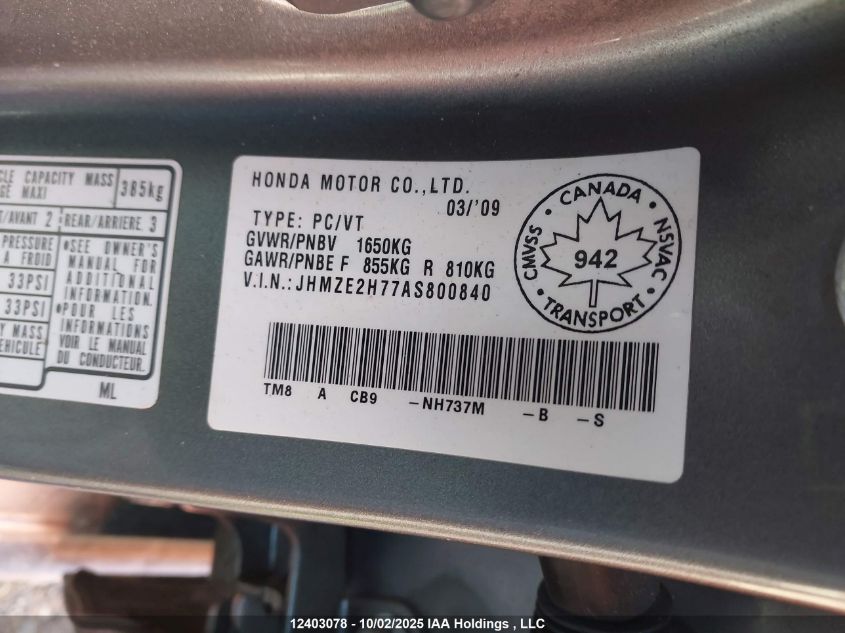 CLE CAPACITY MASS
GE MAXI
385kg
T/AVANT 2
REAR/ARRIERE 3
PRESSURE
A FROID
33PSI
33PSI
Y MASS
EHICULE
•SEE OWNER'S
MANUAL FOR
ADDITIONAL
INFORMATION.
•POUR LES
INFORMATIONS
VOIR LE MANUEL
DU CONDUCTEUR.
ML
HONDA MOTOR CO.,LTD.
03/'09
TYPE: PC/VT
GVWR/PNBV 1650KG
GAWR/PNBE F 855KG R 810KG
V.I.N.: JHMZE2H77AS800840
CANADA • NSVAC • TRANSPORT • CMVSS •
942
TM8 A CB9 -NH737M -B -S
12403078 - 10/02/2025 IAA Holdings , LLC